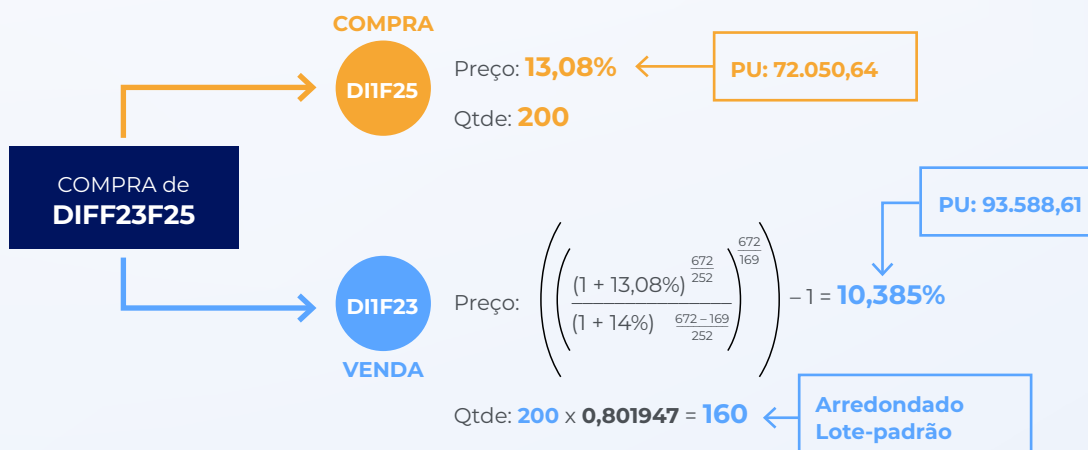 COMPRA
DI1F25
Preço: 13,08%
PU: 72.050,64
Qtde: 200
COMPRA de
DIFF23F25
PU: 93.588,61
DI1F23
VENDA
Preço: (((1 + 13,08%)^(672/252) / (1 + 14%)^((672 – 169)/252))^(672/169)) – 1 = 10,385%
Qtde: 200 x 0,801947 = 160
Arredondado
Lote-padrão